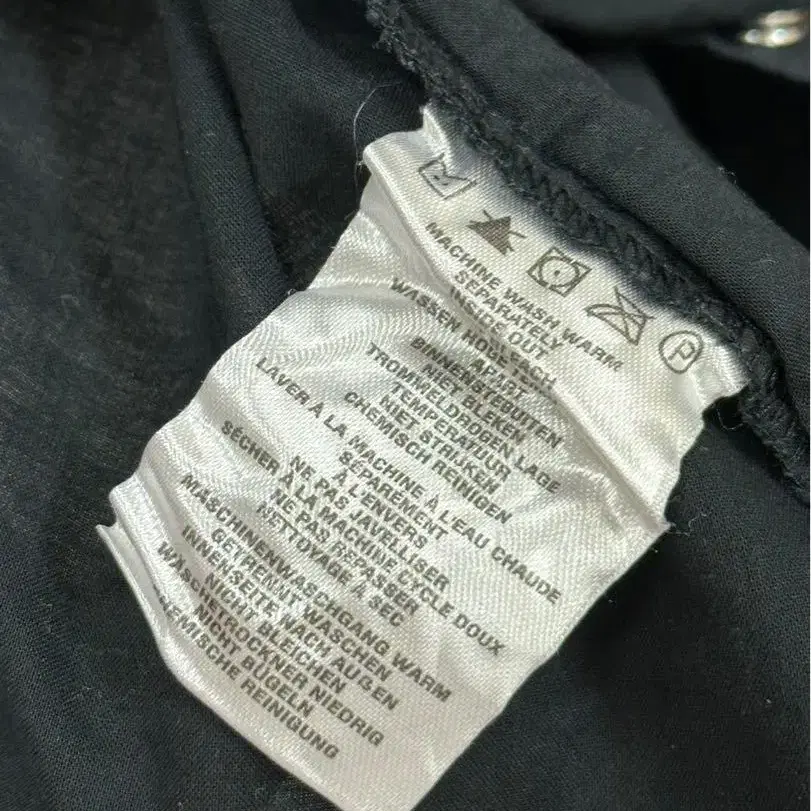 MACHINE WASH WARM
SEPARATELY
INSIDE OUT
WASSEN
APART
BINNENSTEBUITEN
NIET BLEKEN
TROMMELDROGEN LAGE
TEMPERATUUR
NIET STRIJKEN
CHEMISCH REINIGEN
LAVER À LA MACHINE À L'EAU CHAUDE
SÉPARÉMENT
À L'ENVERS
NE PAS JAVELLISER
SÉCHER À LA MACHINE CYCLE DOUX
NE PAS REPASSER
NETTOYAGE À SEC
MASCHINENWASCHGANG WARM
GETRENNT WASCHEN
INNENSEITE NACH AUßEN
NICHT BLEICHEN
WÄSCHETROCKNER NIEDRIG
NICHT BÜGELN
CHEMISCHE REINIGUNG
P